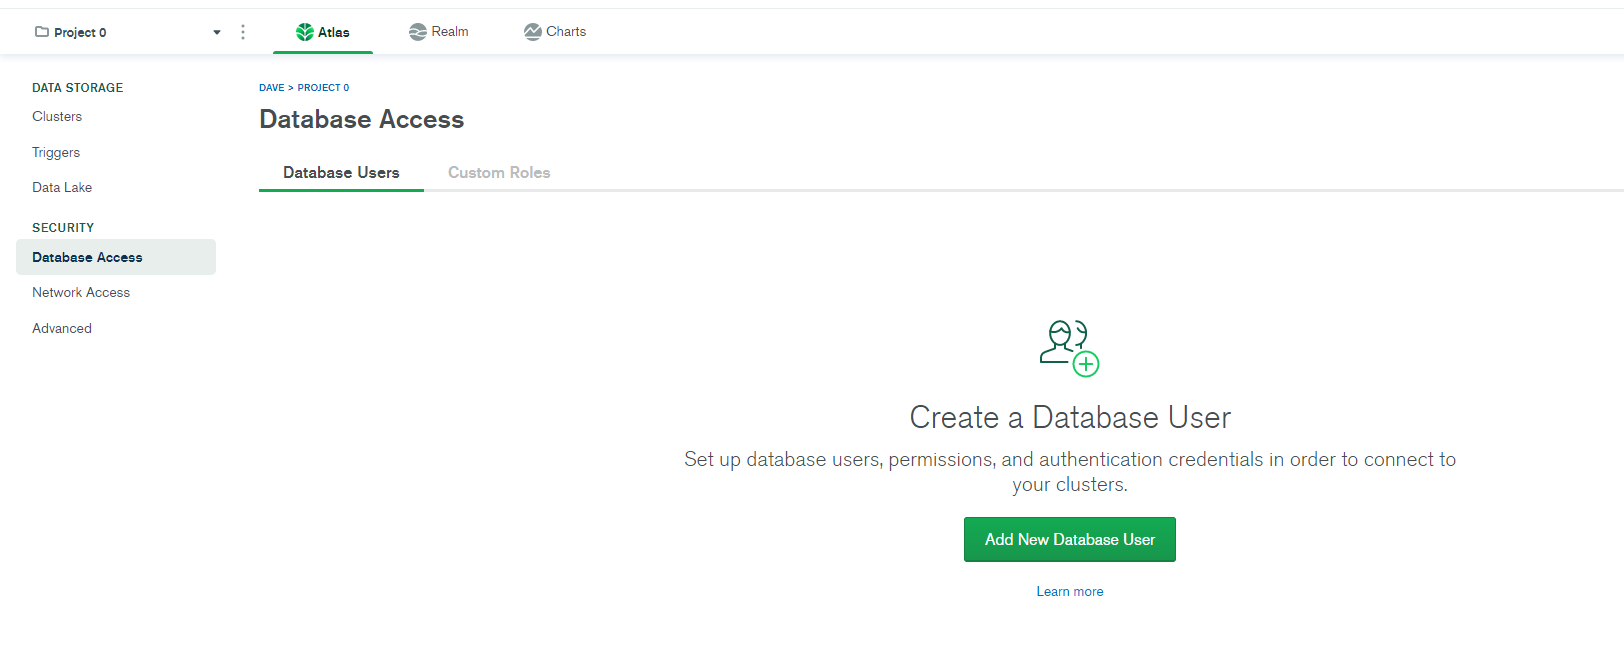 Project 0
Atlas
Realm
Charts
DATA STORAGE
Clusters
Triggers
Data Lake
SECURITY
Database Access
Network Access
Advanced
DAVE > PROJECT 0
Database Access
Database Users
Custom Roles
Create a Database User
Set up database users, permissions, and authentication credentials in order to connect to
your clusters.
Add New Database User
Learn more